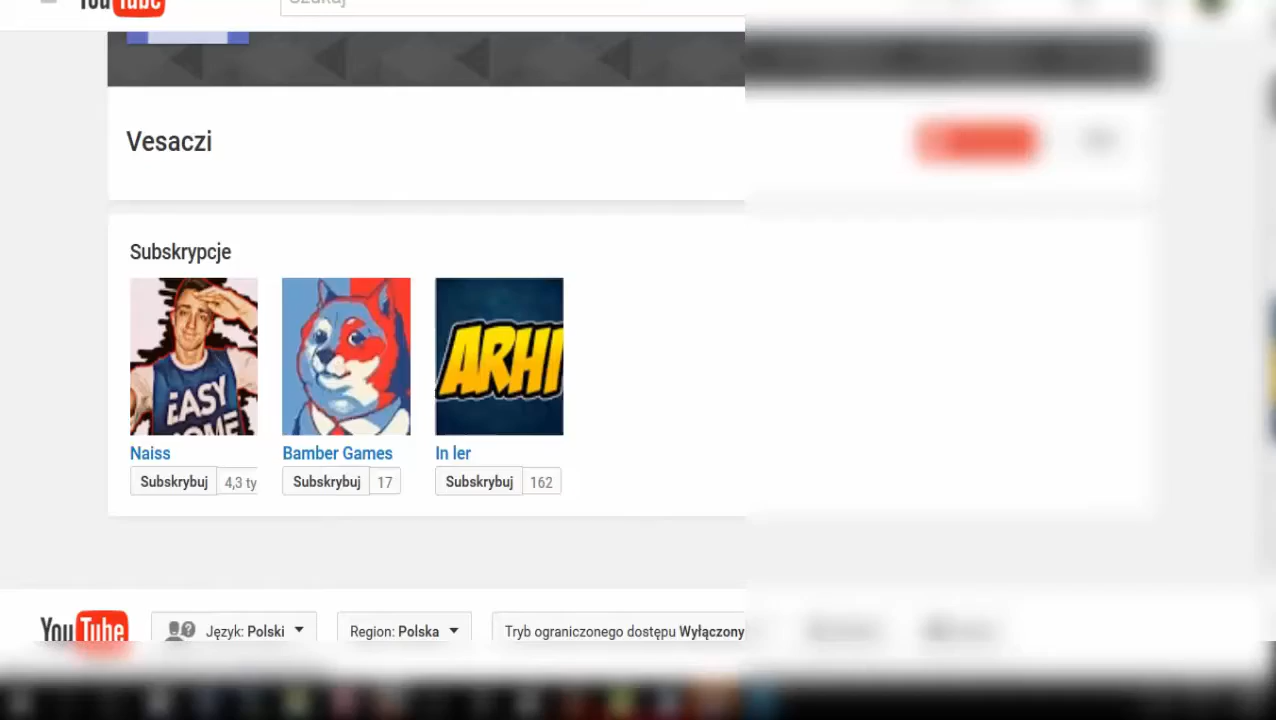 YouTube
Szukaj
Vesaczi
Subskrypcje
EASY
ARHI
Naiss
Bamber Games
In ler
Subskrybuj 4,3 ty
Subskrybuj 17
Subskrybuj 162
YouTube
Język: Polski
Region: Polska
Tryb ograniczonego dostępu Wyłączony